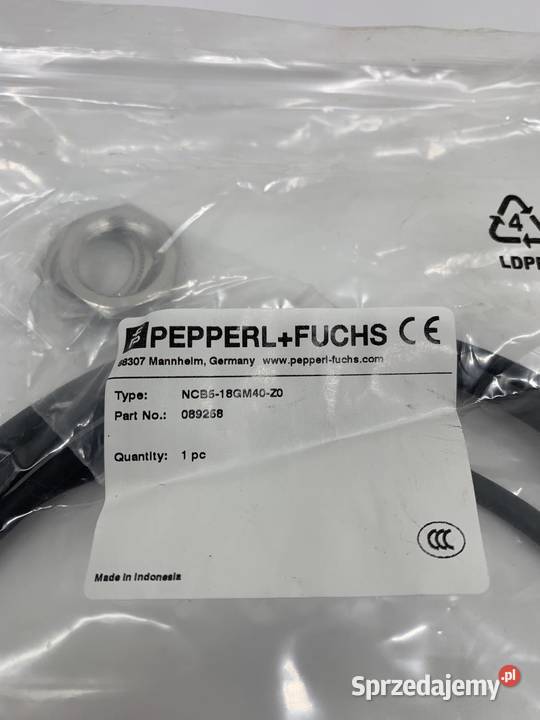 4
LDPE
PEPPERL+FUCHS CE
68307 Mannheim, Germany www.pepperl-fuchs.com
Type: NCB5-18GM40-Z0
Part No.: 089258
Quantity: 1 pc
CCC
Made in Indonesia
Sprzedajemy.pl